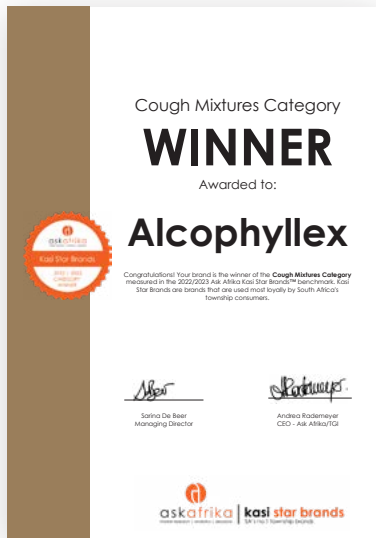 Cough Mixtures Category
WINNER
Awarded to:
Alcophyllex
Congratulations! Your brand is the winner of the Cough Mixtures Category
measured in the 2022/2023 Ask Afrika Kasi Star Brands™ benchmark. Kasi
Star Brands are brands that are used most loyally by South Africa's
township consumers.
askafrika
Kasi Star Brands
2022 / 2023
CATEGORY
WINNER
Sarina De Beer
Managing Director
Andrea Rademeyer
CEO - Ask Afrika/TGI
askafrika | kasi star brands
SA's no.1 township brands